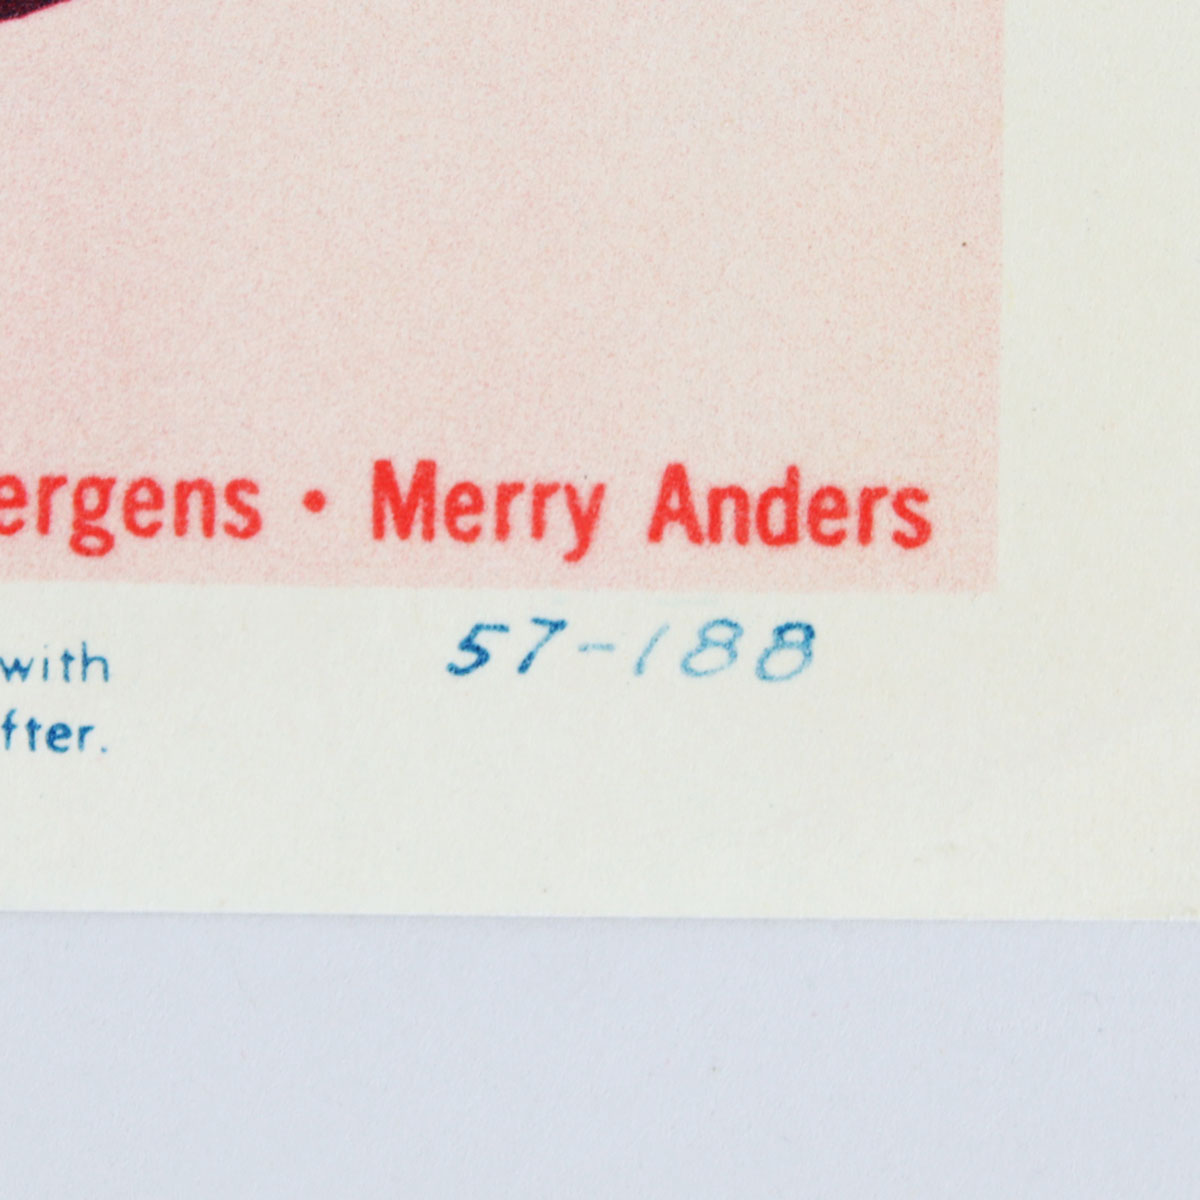 ergens • Merry Anders
57-188
with
fter.